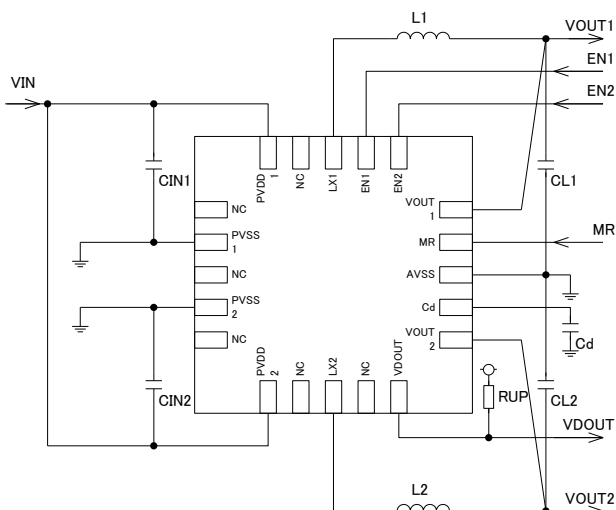 L1
VOUT1
EN1
EN2
VIN
CIN1
PVDD
1
NC
LX1
EN1
EN2
CL1
NC
VOUT
1
PVSS
1
MR
MR
NC
AVSS
PVSS
2
Cd
Cd
NC
VOUT
2
CIN2
PVDD
2
NC
LX2
NC
VDOUT
RUP
CL2
VDOUT
L2
VOUT2